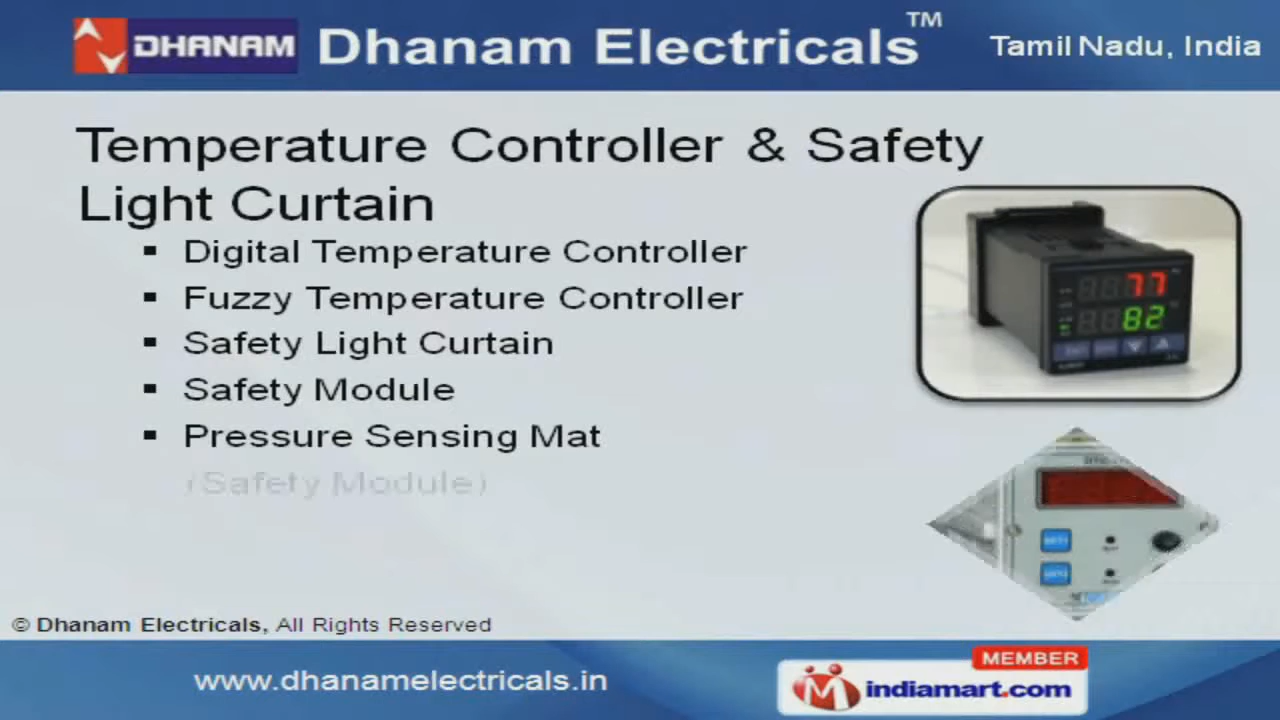 DHANAM
Dhanam Electricals™
Tamil Nadu, India
Temperature Controller & Safety
Light Curtain
▪ Digital Temperature Controller
▪ Fuzzy Temperature Controller
▪ Safety Light Curtain
▪ Safety Module
▪ Pressure Sensing Mat
(Safety Module)
77
82
© Dhanam Electricals, All Rights Reserved
www.dhanamelectricals.in
MEMBER
indiamart.com